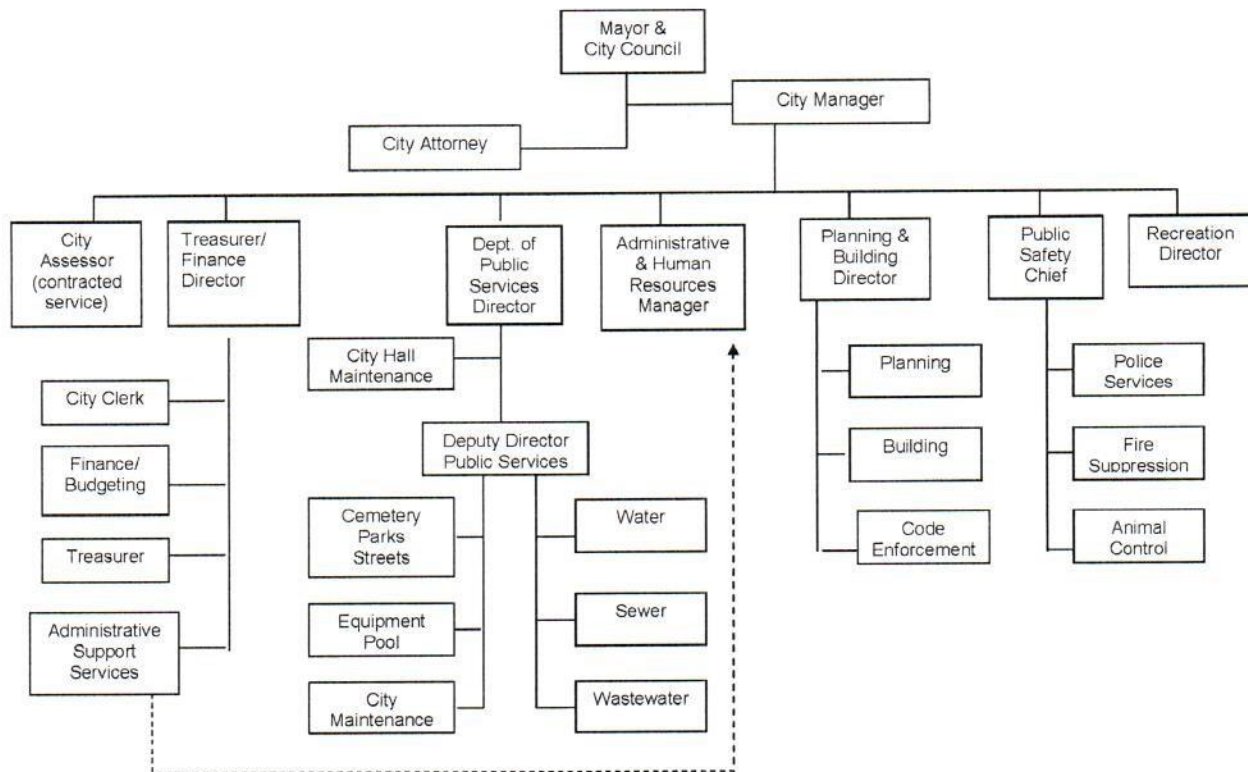 Mayor &
City Council
City Manager
City Attorney
City
Assessor
(contracted
service)
Treasurer/
Finance
Director
Dept. of
Public
Services
Director
Administrative
& Human
Resources
Manager
Planning &
Building
Director
Public
Safety
Chief
Recreation
Director
City Clerk
Finance/
Budgeting
Treasurer
Administrative
Support
Services
City Hall
Maintenance
Deputy Director
Public Services
Cemetery
Parks
Streets
Equipment
Pool
City
Maintenance
Water
Sewer
Wastewater
Planning
Building
Code
Enforcement
Police
Services
Fire
Suppression
Animal
Control